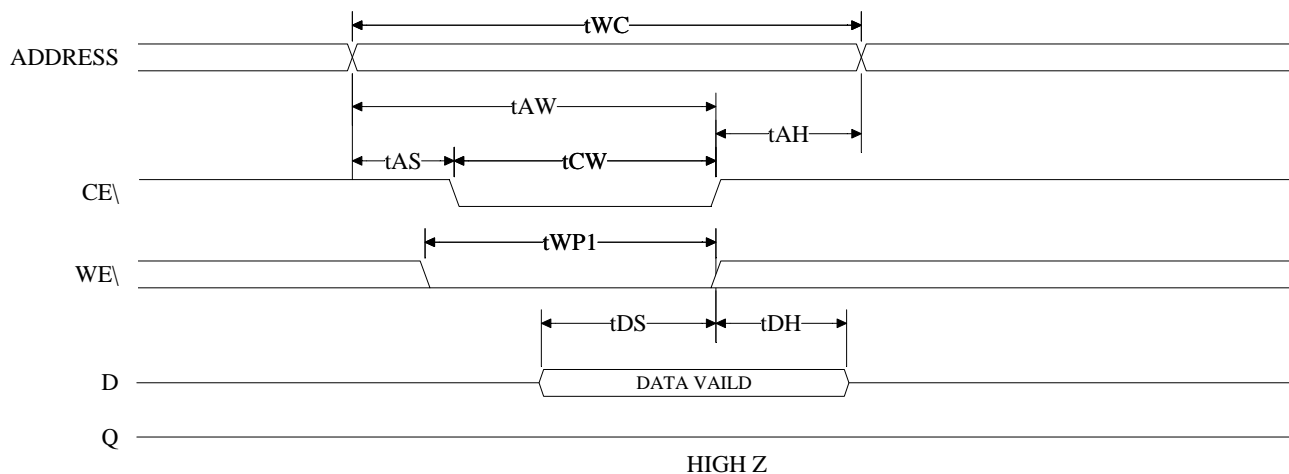 tWC
ADDRESS
tAW
tAH
tAS
tCW
CE\
tWP1
WE\
tDS
tDH
D
DATA VAILD
Q
HIGH Z